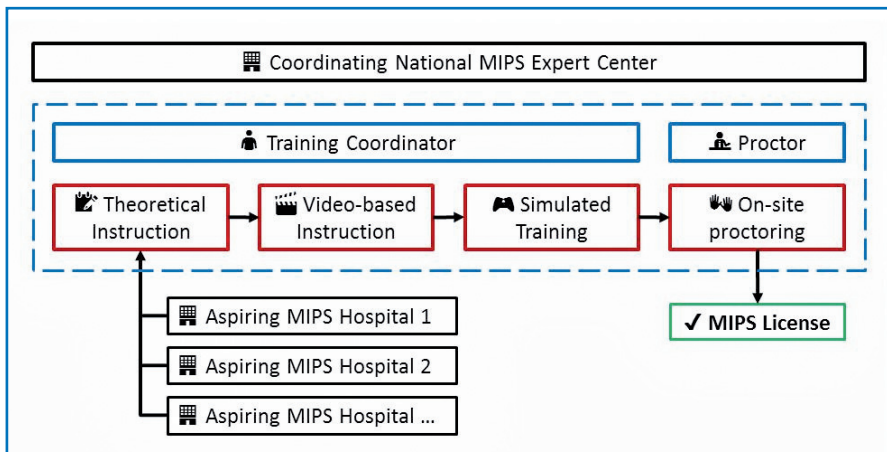 Coordinating National MIPS Expert Center
Training Coordinator
Proctor
Theoretical
Instruction
Video-based
Instruction
Simulated
Training
On-site
proctoring
Aspiring MIPS Hospital 1
Aspiring MIPS Hospital 2
Aspiring MIPS Hospital ...
MIPS License